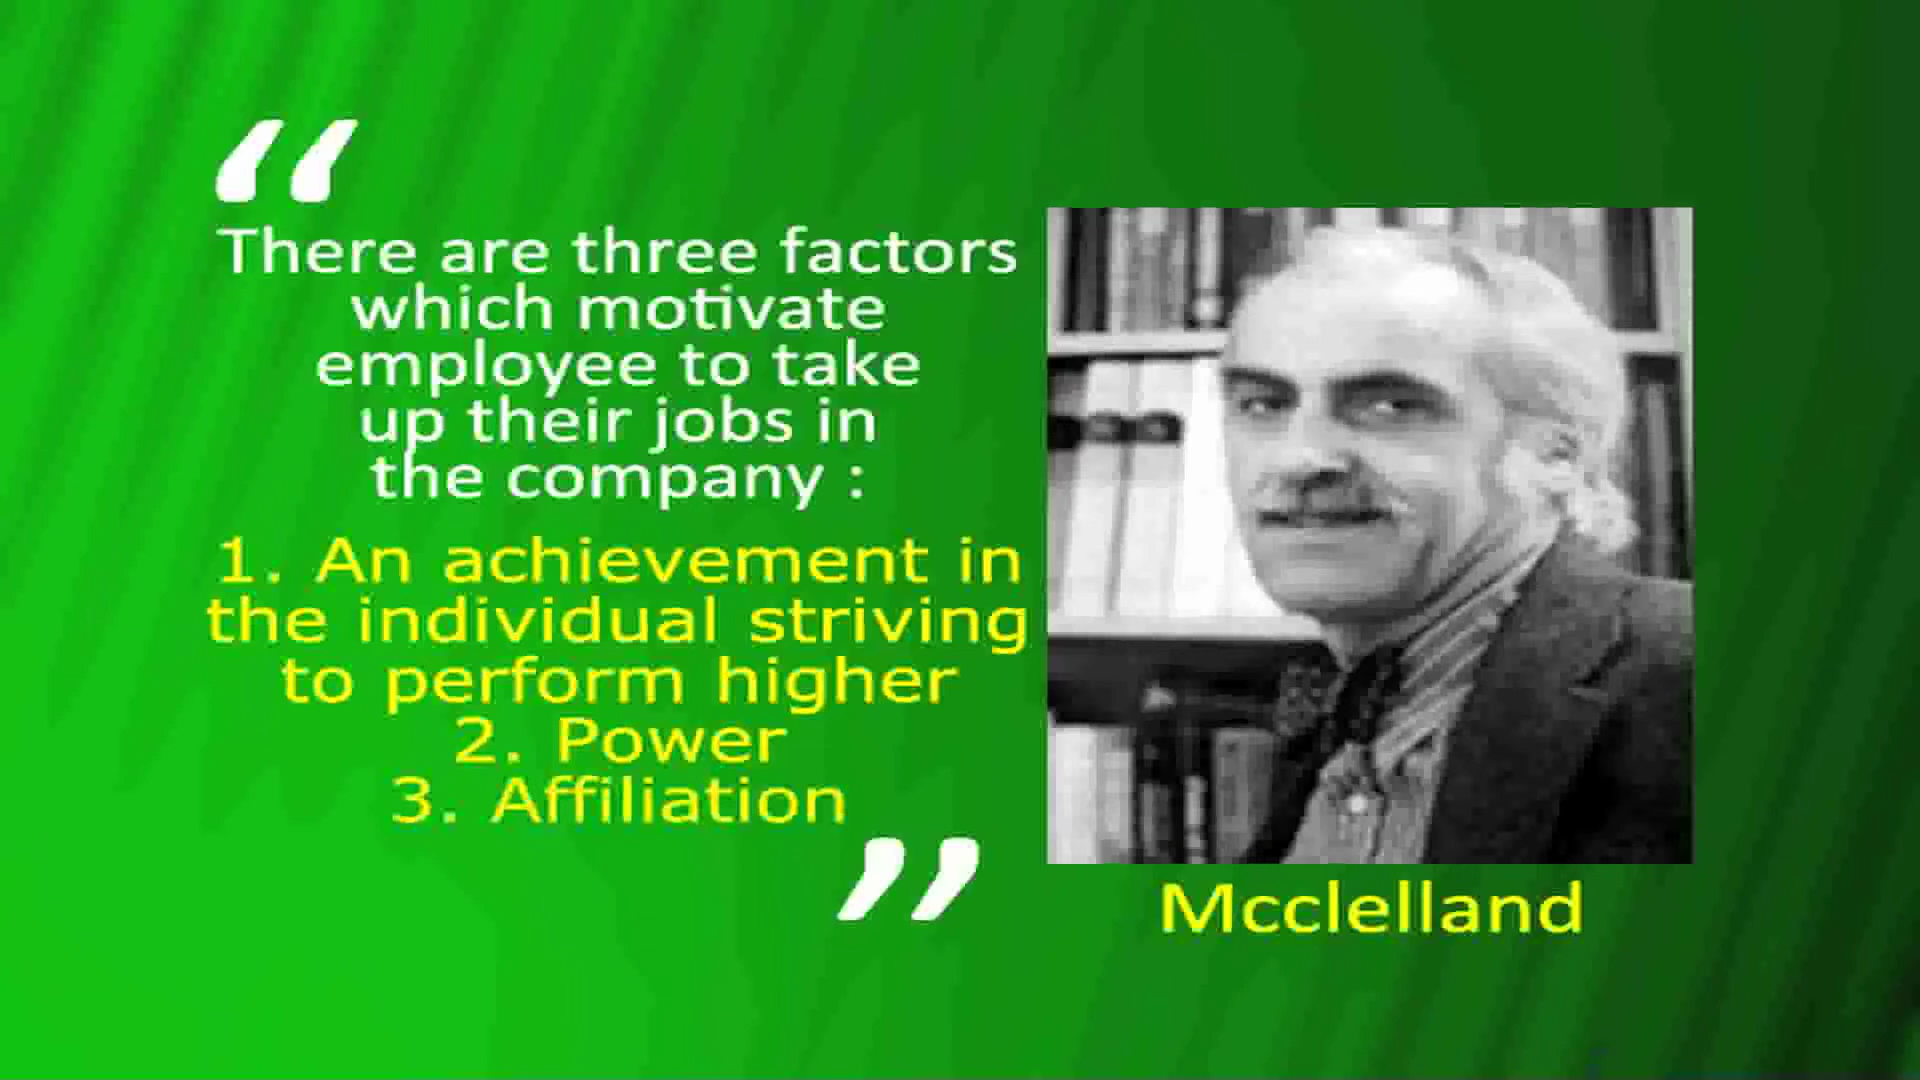 “
There are three factors
which motivate
employee to take
up their jobs in
the company :
1. An achievement in
the individual striving
to perform higher
2. Power
3. Affiliation
”
Mcclelland